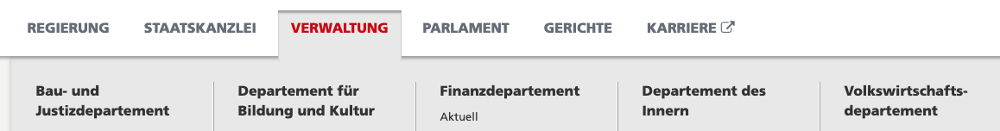 REGIERUNG STAATSKANZLEI VERWALTUNG PARLAMENT GERICHTE KARRIERE
Bau- und
Justizdepartement
Departement für
Bildung und Kultur
Finanzdepartement
Aktuell
Departement des
Innern
Volkswirtschafts-
departement